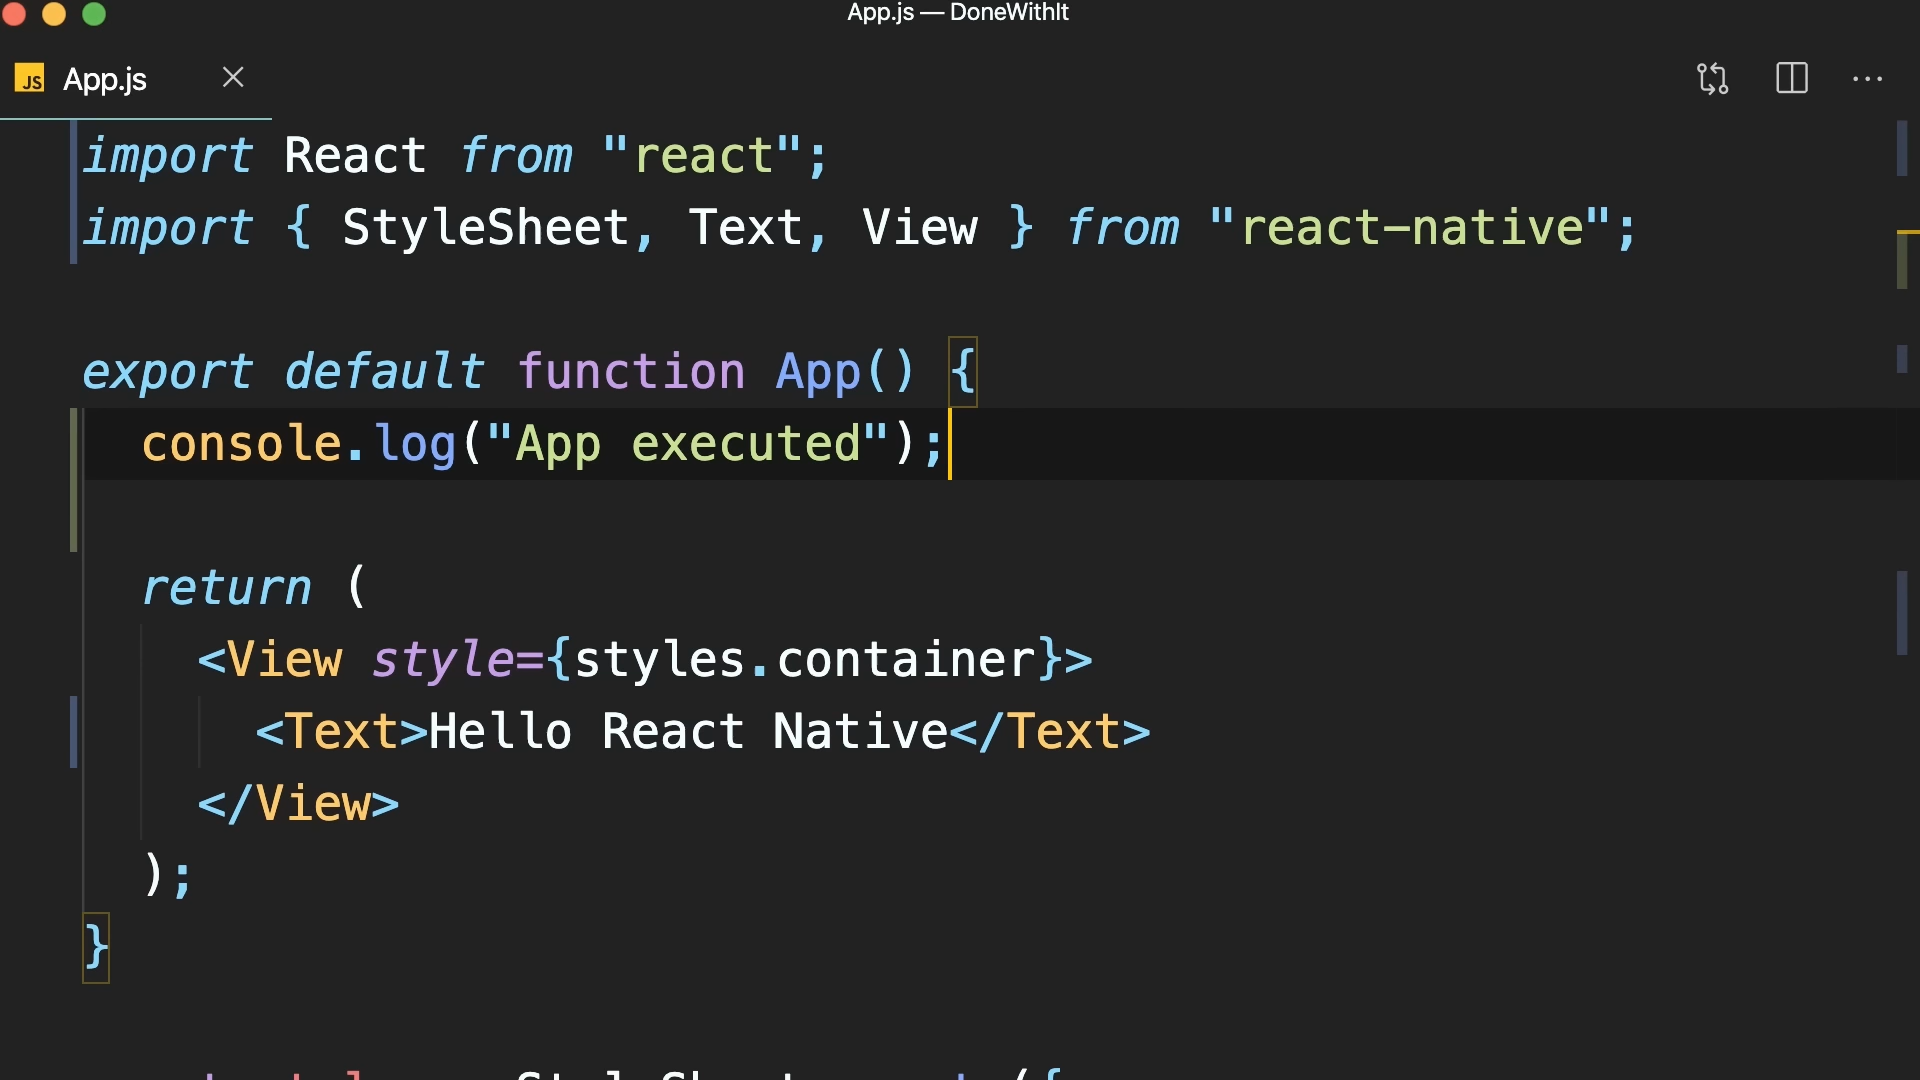 App.js — DoneWithIt
JS App.js
import React from "react";
import { StyleSheet, Text, View } from "react-native";
export default function App() {
console.log("App executed");
return (
<View style={styles.container}>
<Text>Hello React Native</Text>
</View>
);
}